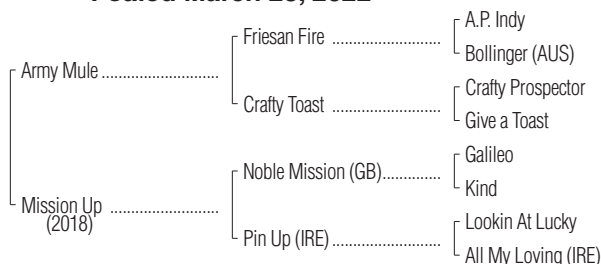 A.P. Indy
Friesan Fire ..............................
Bollinger (AUS)
Army Mule ................................
Crafty Prospector
Crafty Toast ..............................
Give a Toast
Galileo
Noble Mission (GB)..............
Kind
Mission Up ..............................
(2018)
Lookin At Lucky
Pin Up (IRE)..............................
All My Loving (IRE)